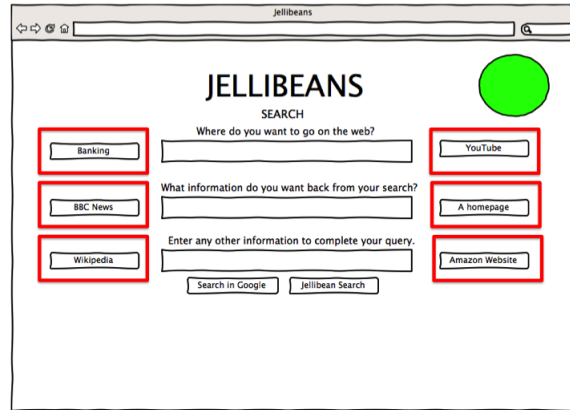 Jellibeans
JELLIBEANS
SEARCH
Where do you want to go on the web?
Banking
YouTube
What information do you want back from your search?
BBC News
A homepage
Enter any other information to complete your query.
Wikipedia
Amazon Website
Search in Google
Jellibean Search